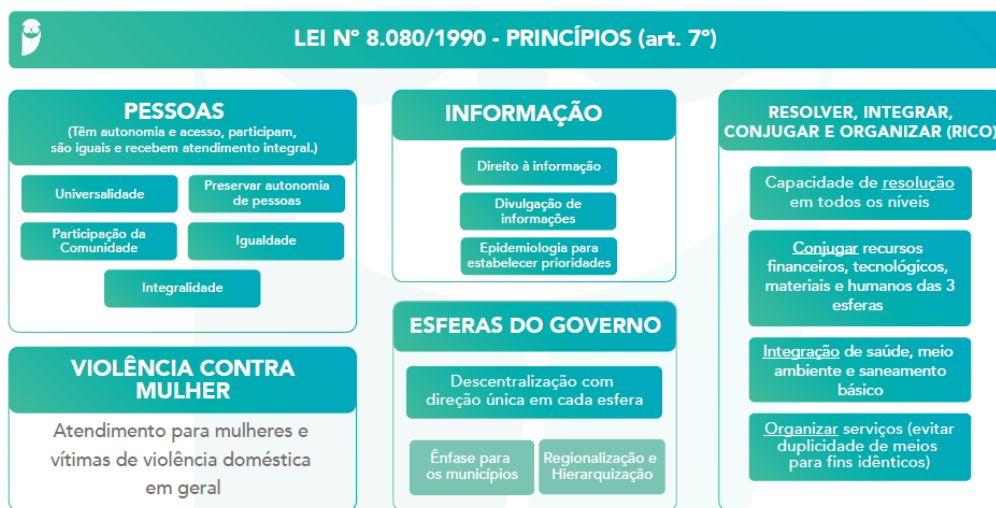 LEI Nº 8.080/1990 - PRINCÍPIOS (art. 7º)
PESSOAS
(Têm autonomia e acesso, participam,
são iguais e recebem atendimento integral.)
Universalidade
Preservar autonomia
de pessoas
Participação da
Comunidade
Igualdade
Integralidade
VIOLÊNCIA CONTRA
MULHER
Atendimento para mulheres e
vítimas de violência doméstica
em geral
INFORMAÇÃO
Direito à informação
Divulgação de
informações
Epidemiologia para
estabelecer prioridades
ESFERAS DO GOVERNO
Descentralização com
direção única em cada esfera
Ênfase para
os municípios
Regionalização e
Hierarquização
RESOLVER, INTEGRAR,
CONJUGAR E ORGANIZAR (RICO)
Capacidade de resolução
em todos os níveis
Conjugar recursos
financeiros, tecnológicos,
materiais e humanos das 3
esferas
Integração de saúde, meio
ambiente e saneamento
básico
Organizar serviços (evitar
duplicidade de meios
para fins idênticos)